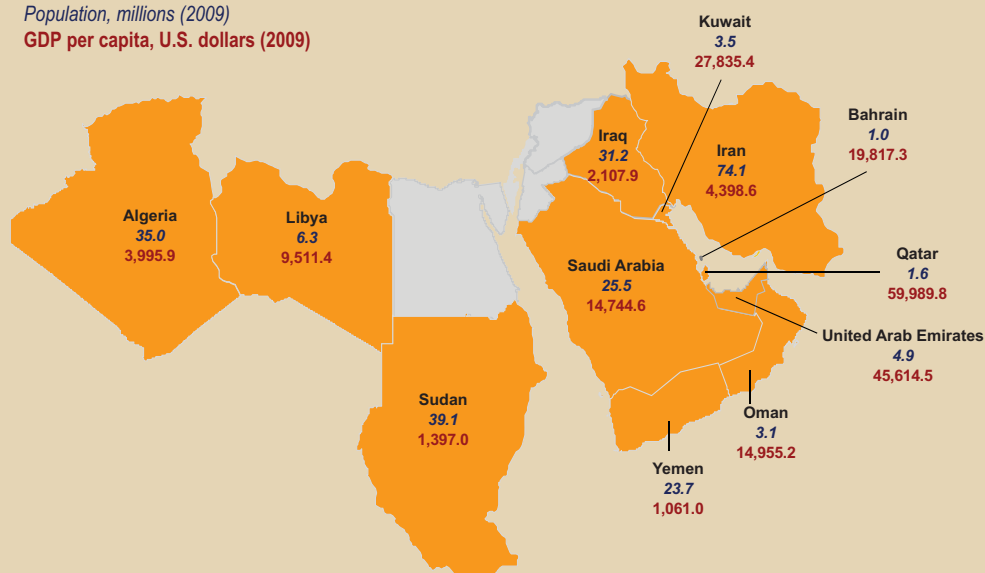 Population, millions (2009)
GDP per capita, U.S. dollars (2009)
Kuwait
3.5
27,835.4
Bahrain
1.0
19,817.3
Iraq
31.2
2,107.9
Iran
74.1
4,398.6
Algeria
35.0
3,995.9
Libya
6.3
9,511.4
Saudi Arabia
25.5
14,744.6
Qatar
1.6
59,989.8
United Arab Emirates
4.9
45,614.5
Sudan
39.1
1,397.0
Oman
3.1
14,955.2
Yemen
23.7
1,061.0